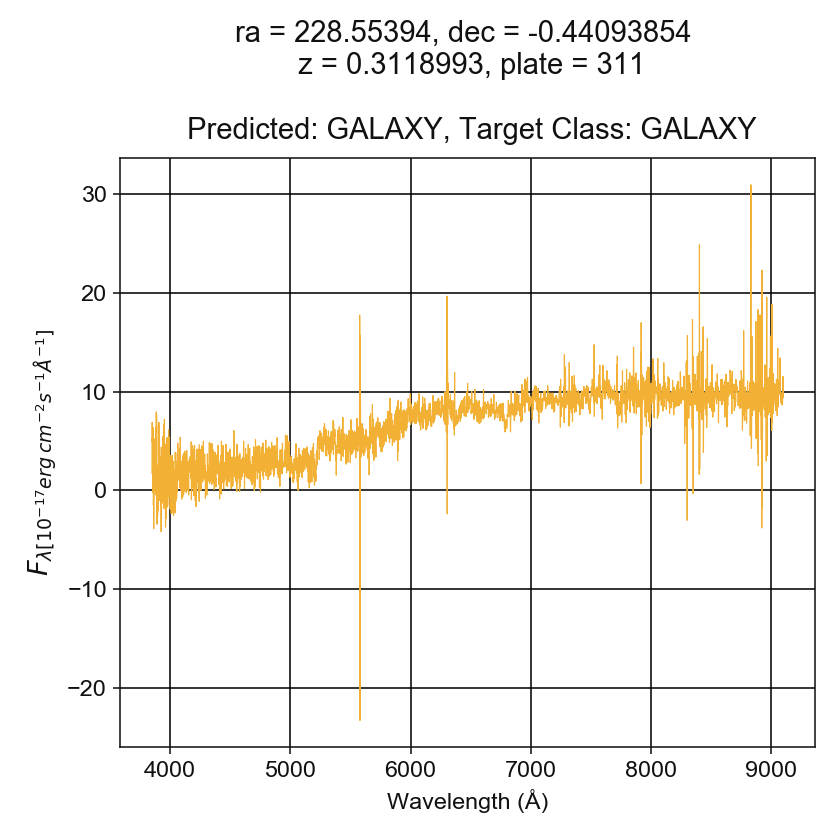 ra = 228.55394, dec = -0.44093854
z = 0.3118993, plate = 311
Predicted: GALAXY, Target Class: GALAXY
30
20
10
0
−10
−20
F_λ[10^{−17} erg cm^{−2} s^{−1} Å^{−1}]
4000 5000 6000 7000 8000 9000
Wavelength (Å)